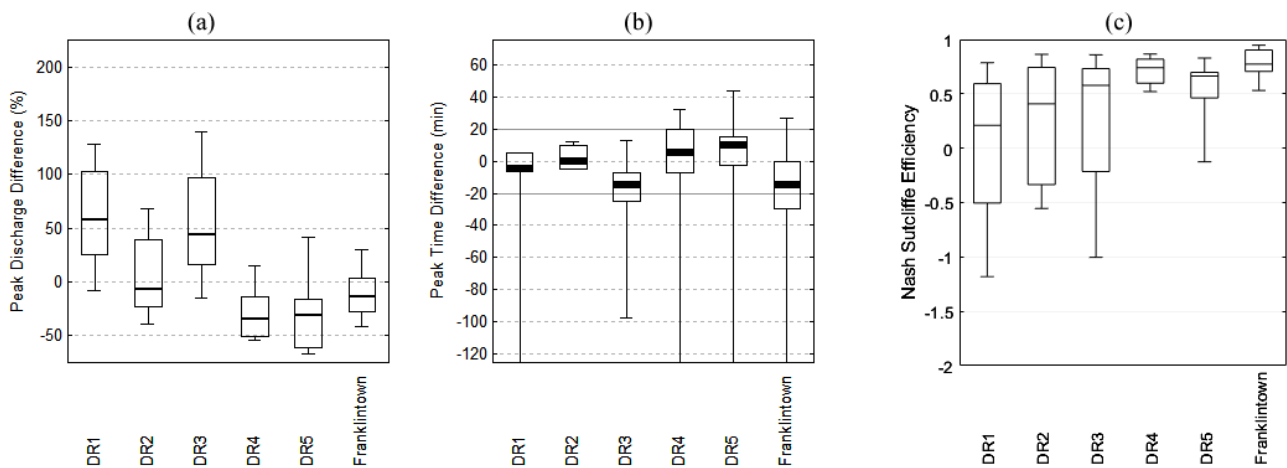 (a)
Peak Discharge Difference (%)
200
150
100
50
0
-50
DR1
DR2
DR3
DR4
DR5
Franklintown
(b)
Peak Time Difference (min)
60
40
20
0
-20
-40
-60
-80
-100
-120
DR1
DR2
DR3
DR4
DR5
Franklintown
(c)
Nash Sutcliffe Efficiency
1
0.5
0
-0.5
-1
-1.5
-2
DR1
DR2
DR3
DR4
DR5
Franklintown